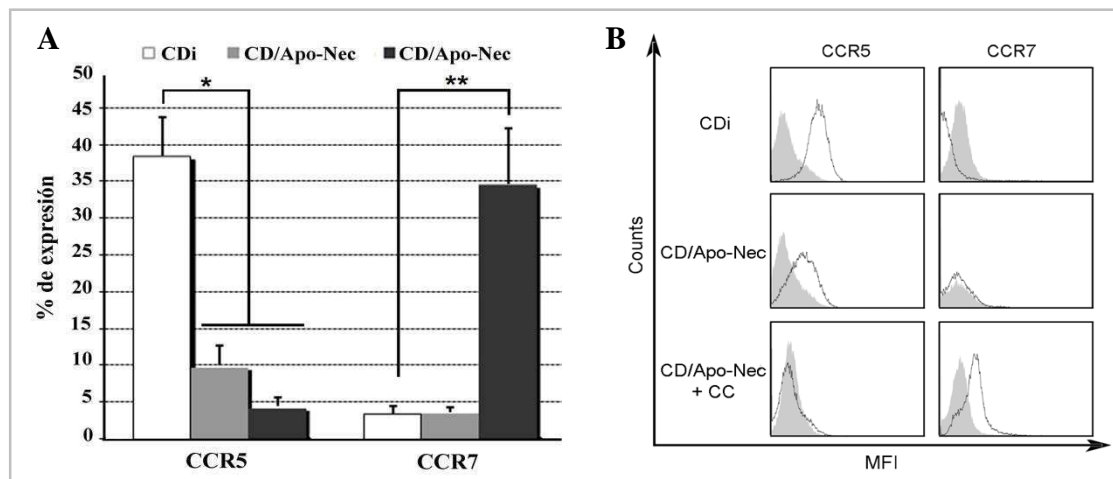 A
CDi CD/Apo-Nec CD/Apo-Nec
50
45
40
35
30
25
20
15
10
5
0
% de expresión
*
**
CCR5 CCR7
B
CCR5 CCR7
CDi
CD/Apo-Nec
CD/Apo-Nec
+ CC
Counts
MFI